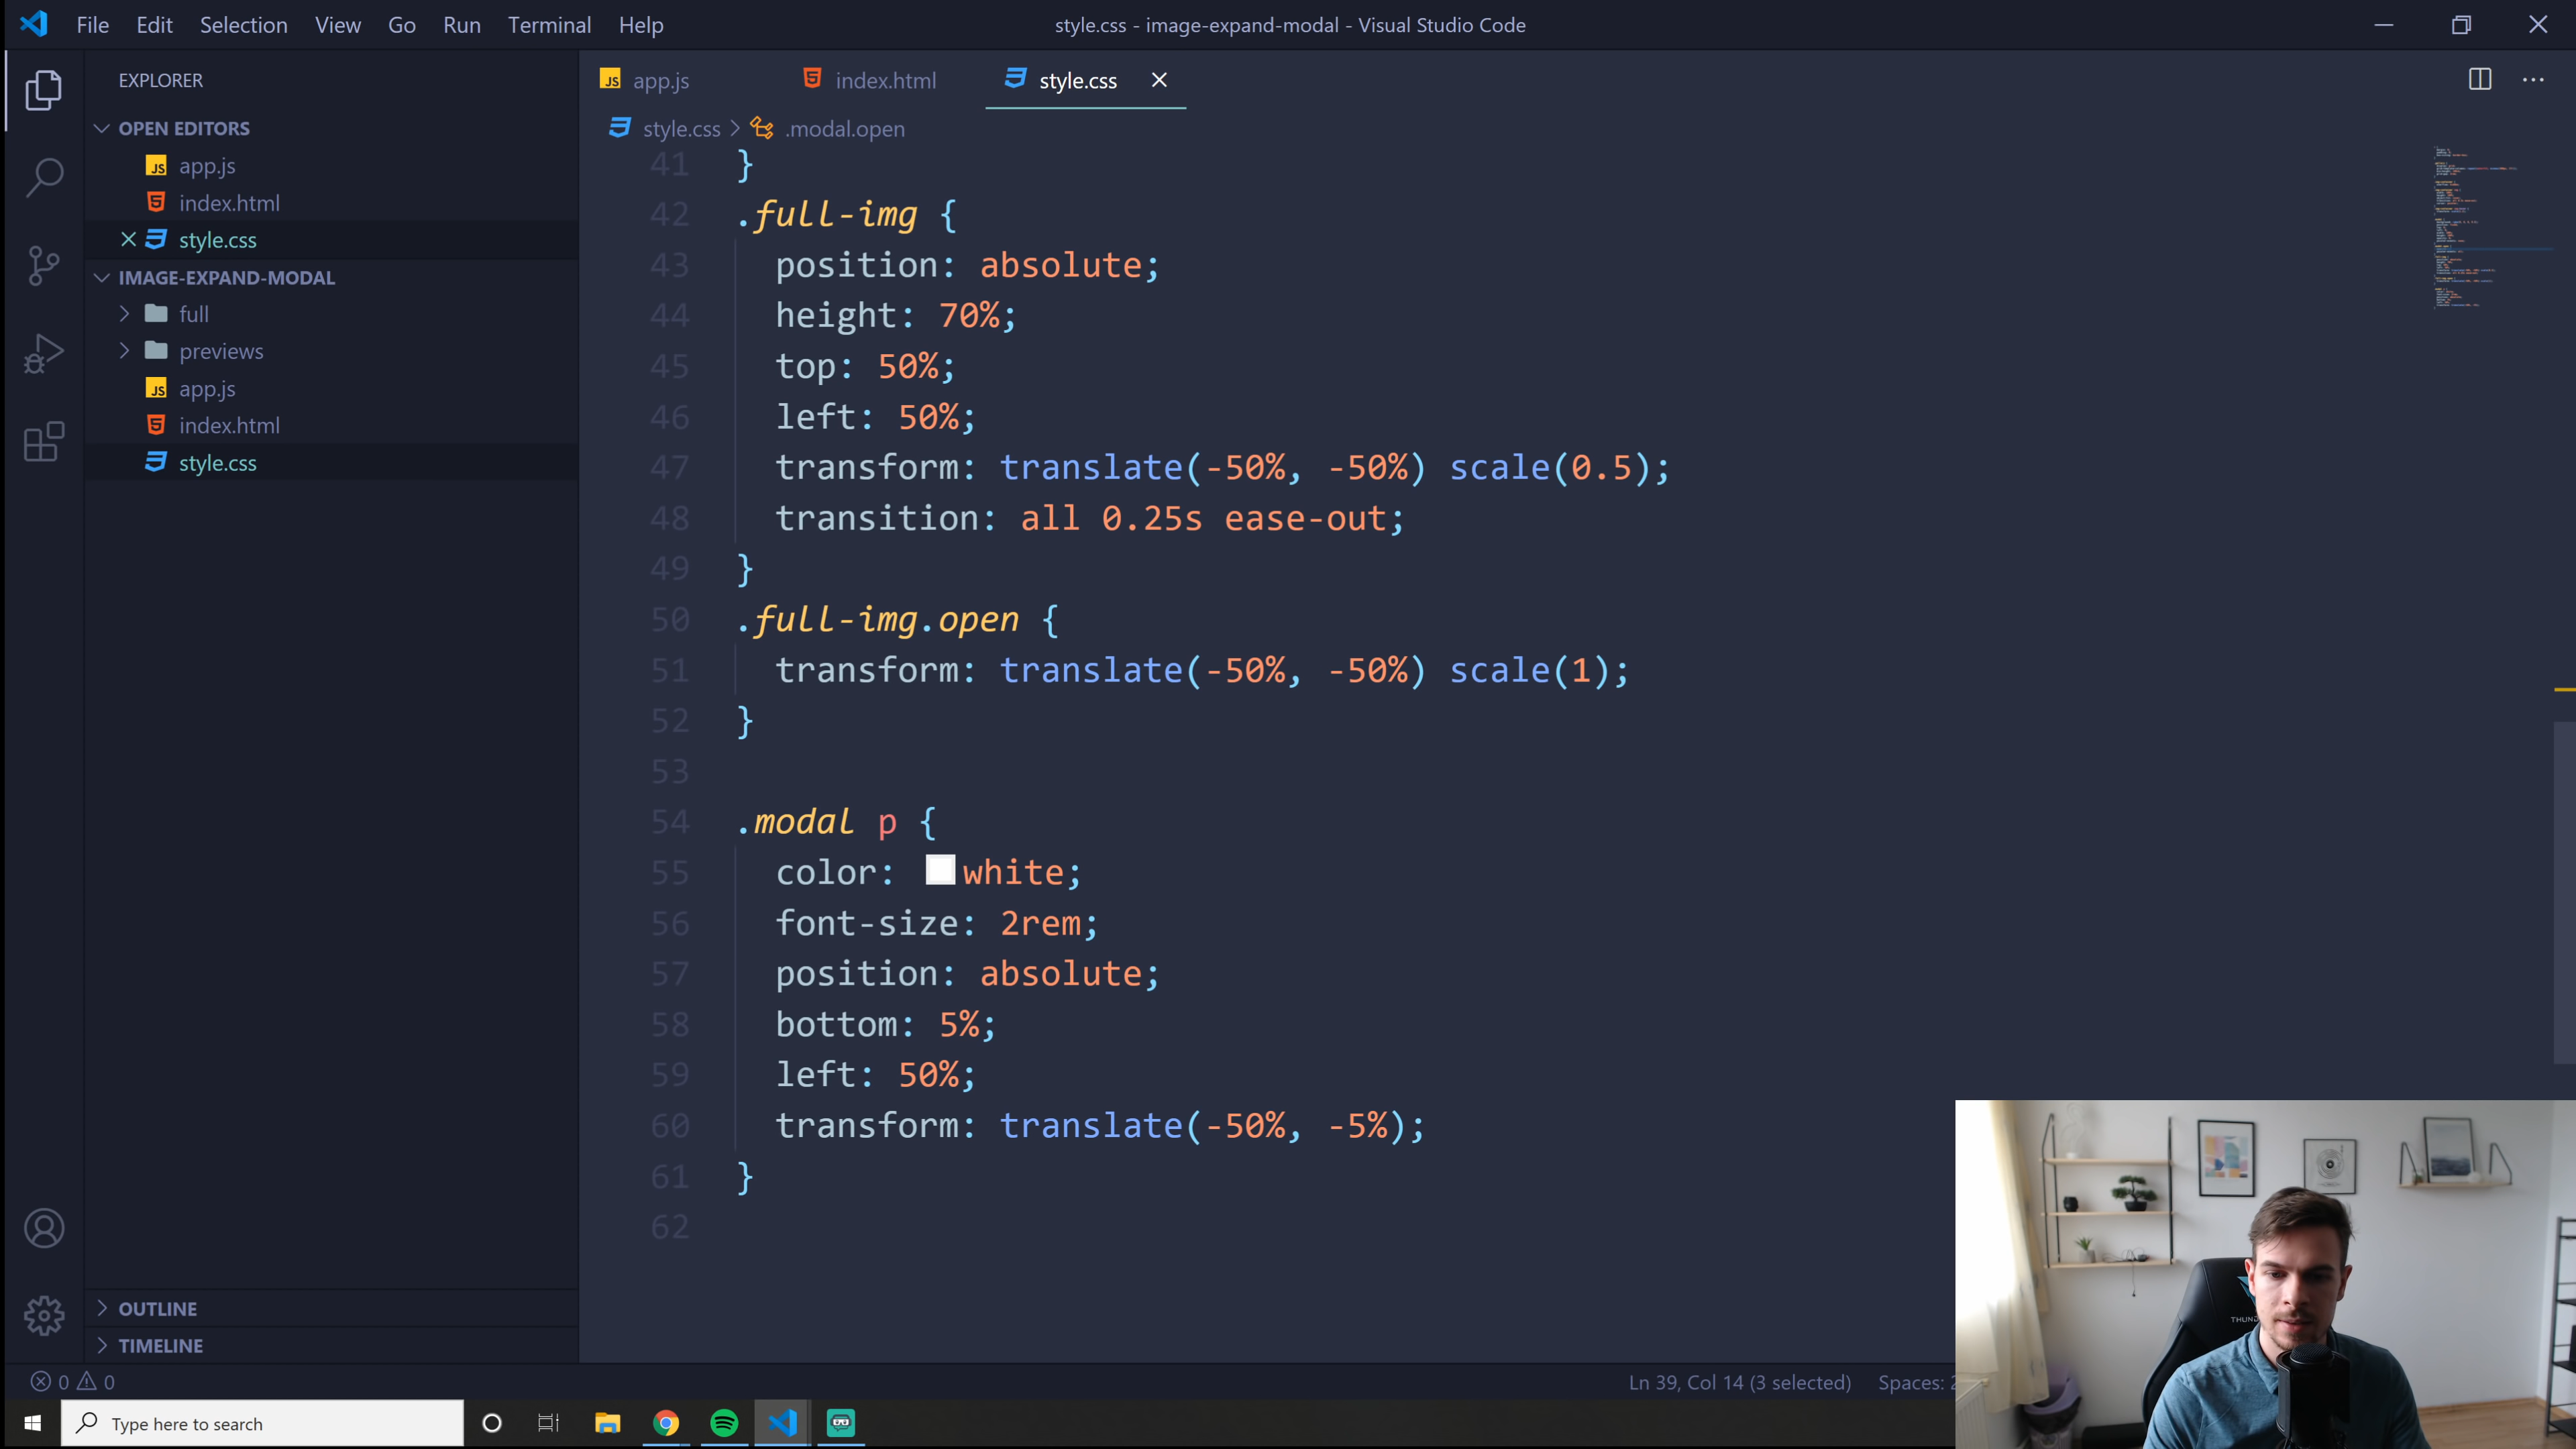 File Edit Selection View Go Run Terminal Help
style.css - image-expand-modal - Visual Studio Code
EXPLORER
OPEN EDITORS
JS app.js
index.html
style.css
IMAGE-EXPAND-MODAL
full
previews
JS app.js
index.html
style.css
OUTLINE
TIMELINE
JS app.js index.html style.css
style.css > .modal.open
41 }
42 .full-img {
43 position: absolute;
44 height: 70%;
45 top: 50%;
46 left: 50%;
47 transform: translate(-50%, -50%) scale(0.5);
48 transition: all 0.25s ease-out;
49 }
50 .full-img.open {
51 transform: translate(-50%, -50%) scale(1);
52 }
53
54 .modal p {
55 color: white;
56 font-size: 2rem;
57 position: absolute;
58 bottom: 5%;
59 left: 50%;
60 transform: translate(-50%, -5%);
61 }
62
0 0
Ln 39, Col 14 (3 selected) Spaces:
Type here to search